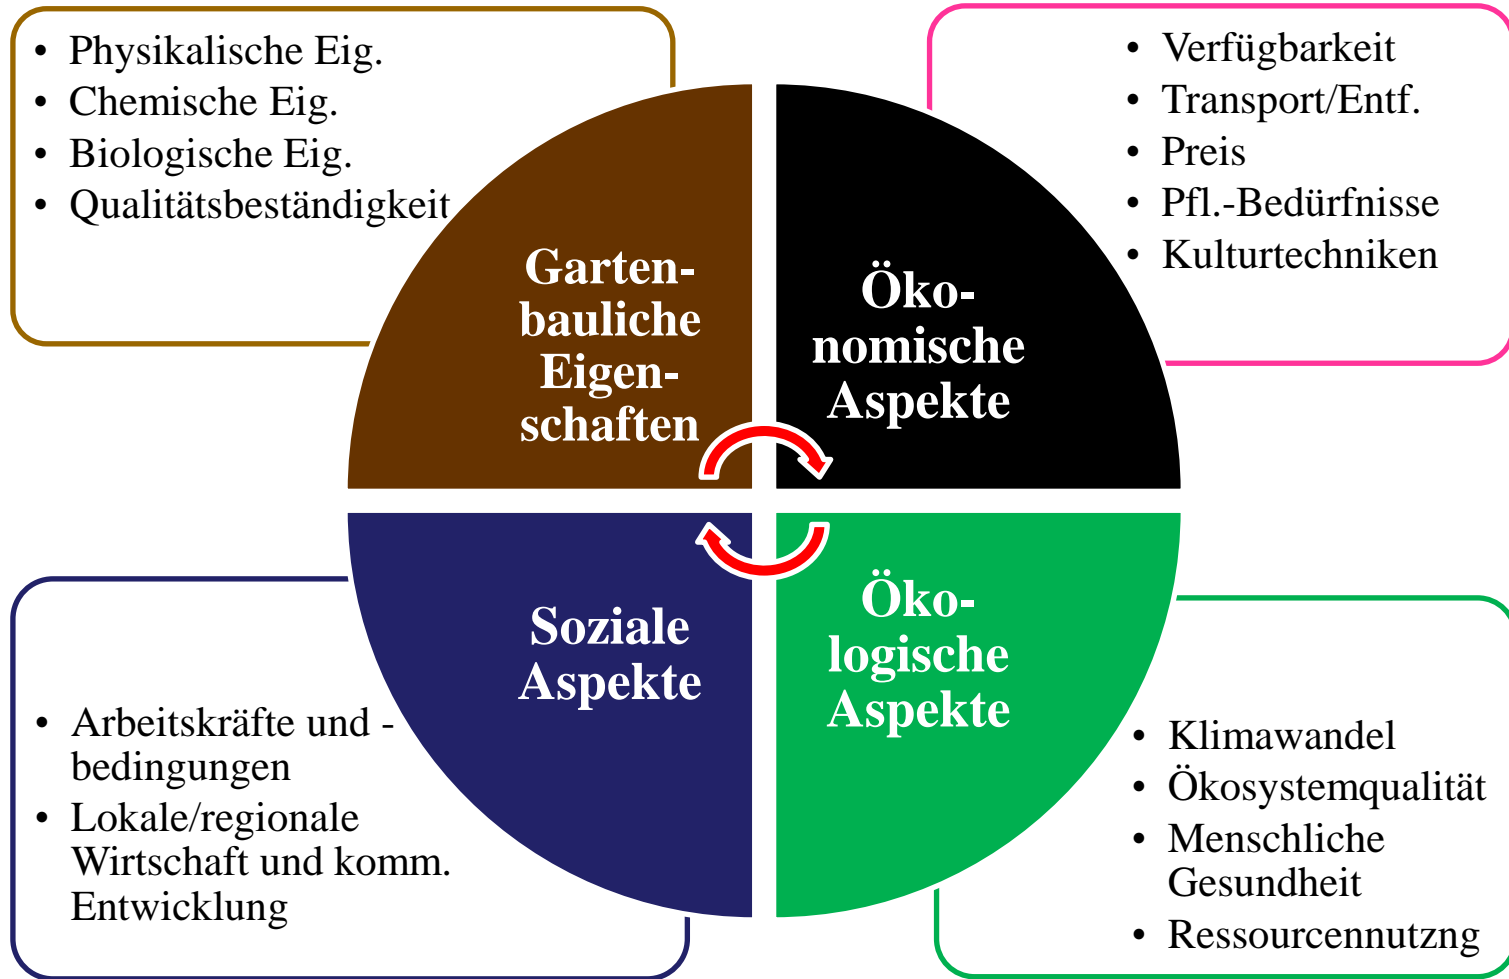 • Physikalische Eig.
• Chemische Eig.
• Biologische Eig.
• Qualitätsbeständigkeit
Garten-
bauliche
Eigen-
schaften
• Verfügbarkeit
• Transport/Entf.
• Preis
• Pfl.-Bedürfnisse
• Kulturtechniken
Öko-
nomische
Aspekte
Soziale
Aspekte
• Arbeitskräfte und -
bedingungen
• Lokale/regionale
Wirtschaft und komm.
Entwicklung
Öko-
logische
Aspekte
• Klimawandel
• Ökosystemqualität
• Menschliche
Gesundheit
• Ressourcennutzng